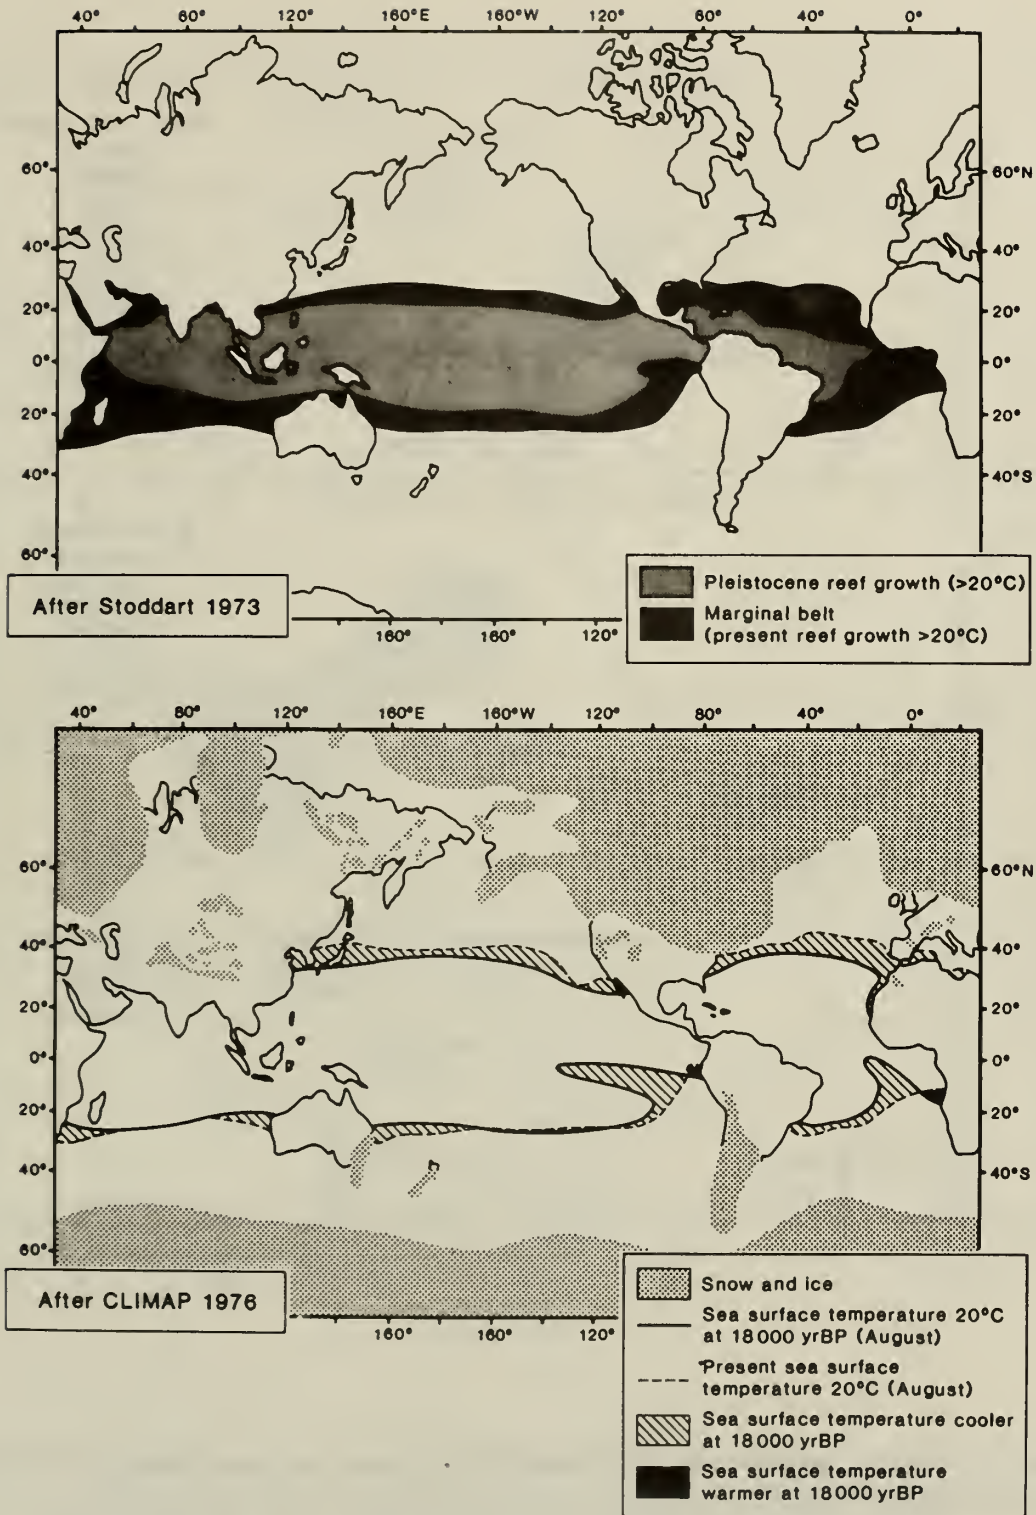 40° 80° 120° 160°E 160°W 120° 80° 40° 0°
60° 60°N
40° 40°
20° 20°
0° 0°
20° 20°
40° 40°S
60°
After Stoddart 1973
160° 160° 120°
Pleistocene reef growth (>20°C)
Marginal belt
(present reef growth >20°C)
40° 80° 120° 160°E 160°W 120° 80° 40° 0°
60° 60°N
40° 40°
20° 20°
0° 0°
20° 20°
40° 40°S
60°
After CLIMAP 1976
160° 160° 120°
Snow and ice
Sea surface temperature 20°C
at 18000 yrBP (August)
Present sea surface
temperature 20°C (August)
Sea surface temperature cooler
at 18000 yrBP
Sea surface temperature
warmer at 18000 yrBP